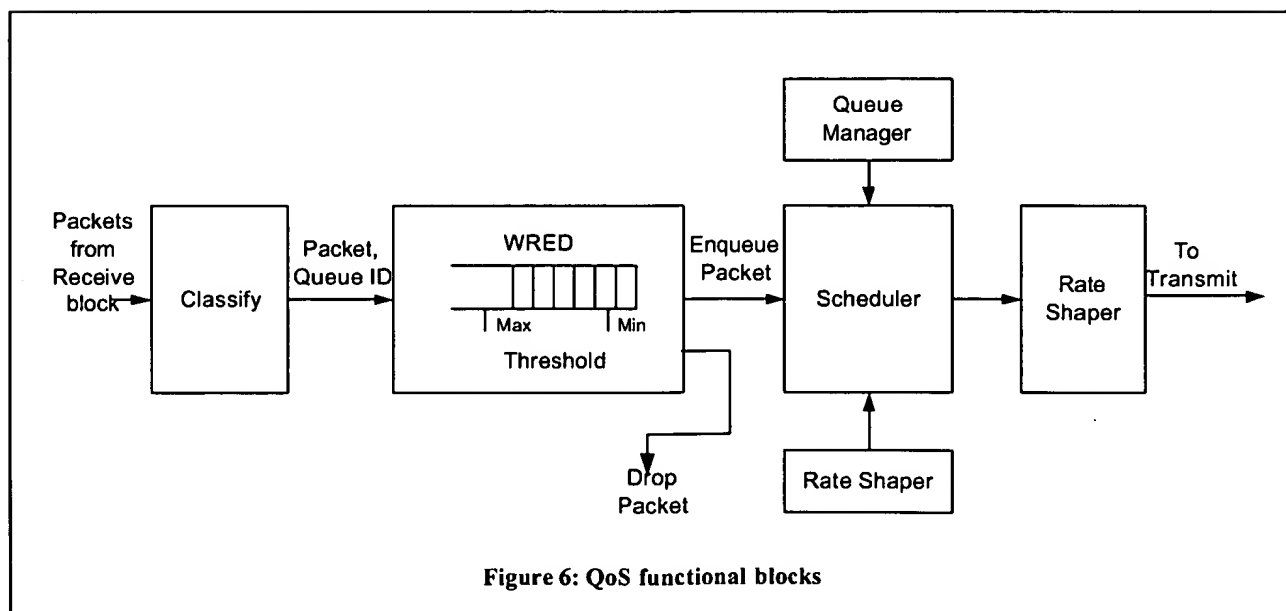 Packets
from
Receive
block
Classify
Packet,
Queue ID
WRED
Max
Min
Threshold
Drop
Packet
Enqueue
Packet
Queue
Manager
Scheduler
Rate Shaper
Rate
Shaper
To
Transmit
Figure 6: QoS functional blocks